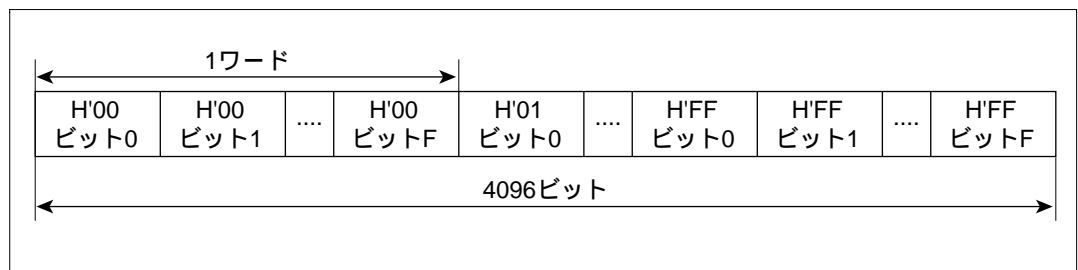 1ワード
H'00 H'00 .... H'00 H'01 .... H'FF H'FF .... H'FF
ビット0 ビット1 ビットF ビット0 ビット0 ビット1 ビットF
4096ビット